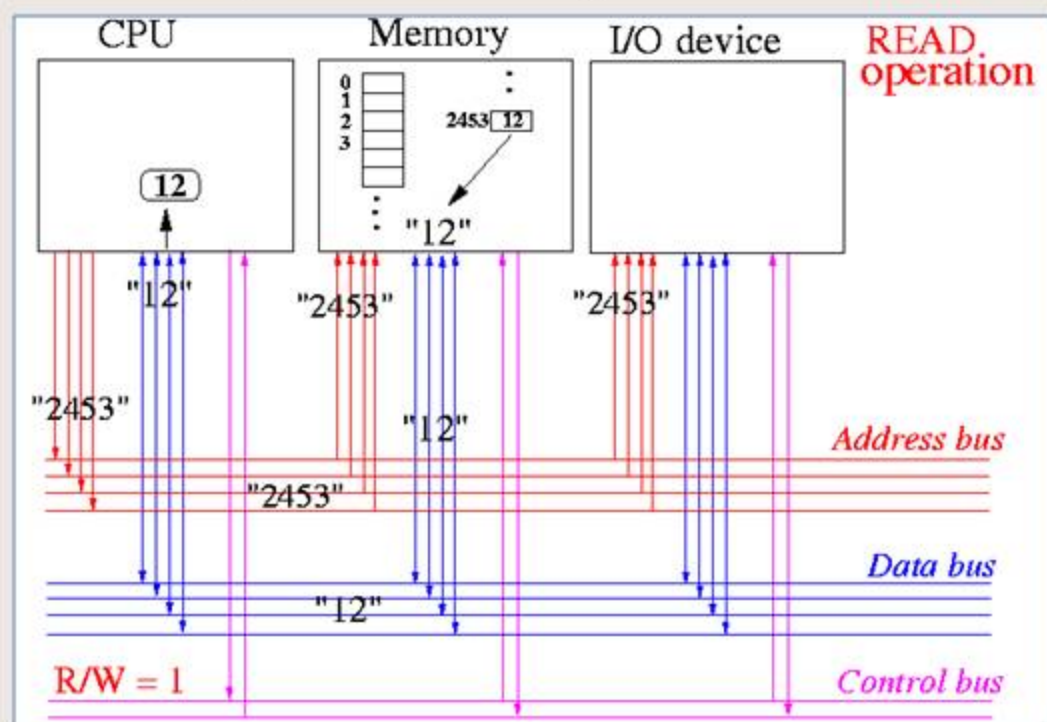 CPU
Memory
I/O device
READ
operation
0
1
2
3
2453 12
12
"12"
"12"
"2453"
"2453"
"2453"
"12"
Address bus
"2453"
Data bus
"12"
R/W = 1
Control bus